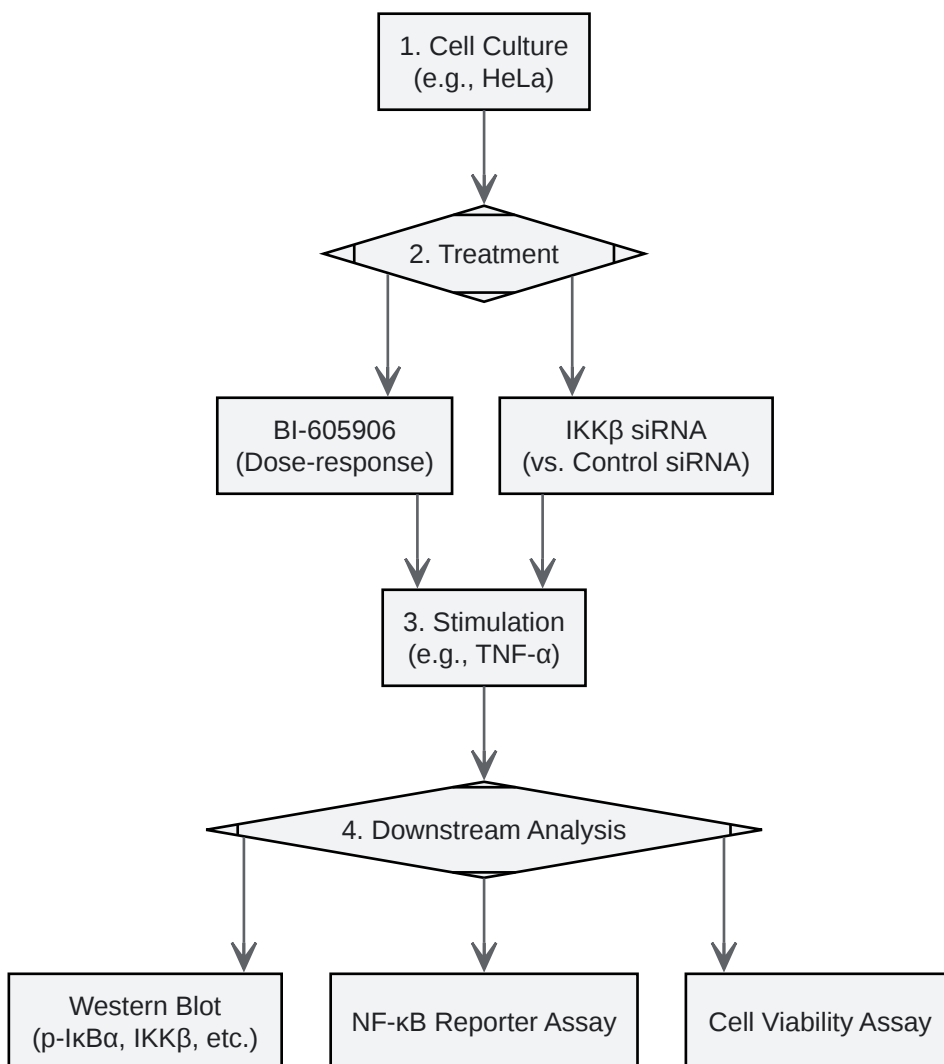 1. Cell Culture
(e.g., HeLa)
2. Treatment
BI-605906
(Dose-response)
IKKβ siRNA
(vs. Control siRNA)
3. Stimulation
(e.g., TNF-α)
4. Downstream Analysis
Western Blot
(p-IκBα, IKKβ, etc.)
NF-κB Reporter Assay
Cell Viability Assay